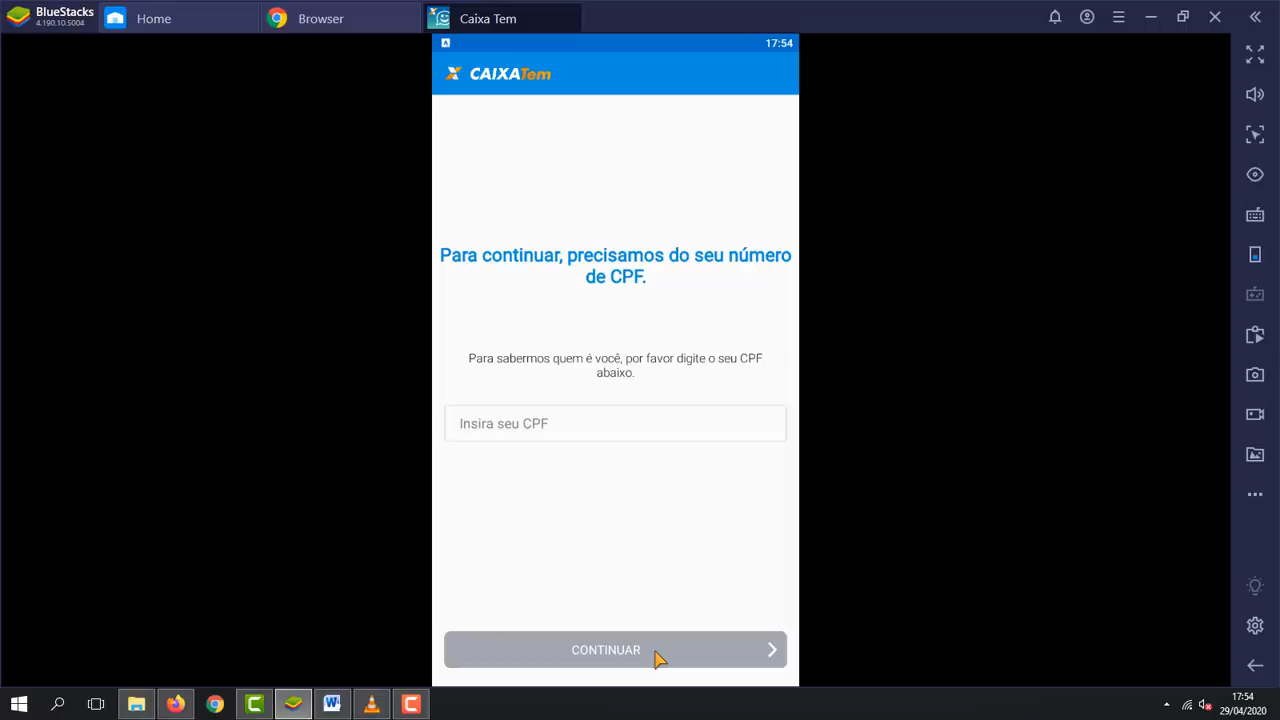 BlueStacks
4.190.10.5004
Home
Browser
Caixa Tem
17:54
CAIXATem
Para continuar, precisamos do seu número
de CPF.
Para sabermos quem é você, por favor digite o seu CPF
abaixo.
Insira seu CPF
CONTINUAR
17:54
29/04/2020